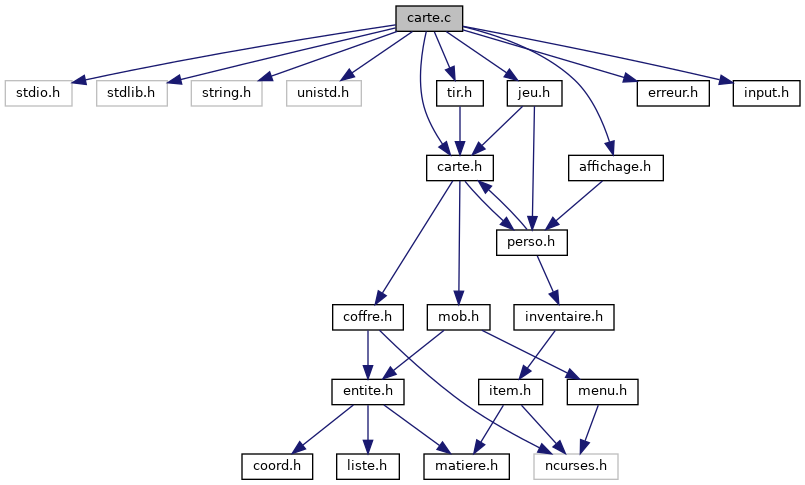 carte.c
stdio.h
stdlib.h
string.h
unistd.h
tir.h
jeu.h
erreur.h
input.h
carte.h
affichage.h
perso.h
coffre.h
mob.h
inventaire.h
entite.h
item.h
menu.h
coord.h
liste.h
matiere.h
ncurses.h